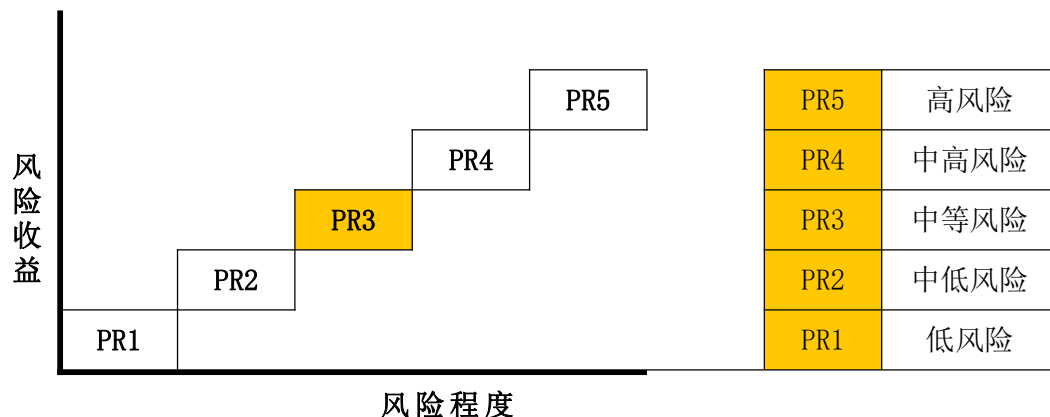 PR5
PR4
PR3
PR2
PR1
风险收益
风险程度
PR5 高风险
PR4 中高风险
PR3 中等风险
PR2 中低风险
PR1 低风险